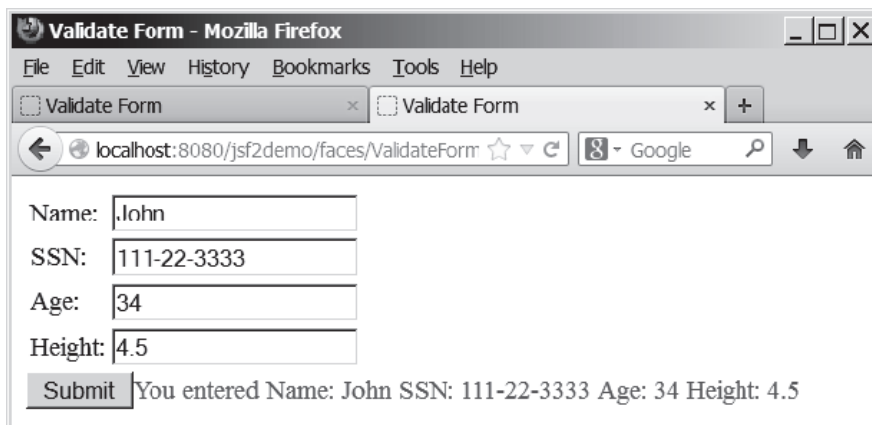 Validate Form - Mozilla Firefox
File Edit View History Bookmarks Tools Help
Validate Form × Validate Form × +
localhost:8080/jsf2demo/faces/ValidateForm 8 Google
Name: John
SSN: 111-22-3333
Age: 34
Height: 4.5
Submit You entered Name: John SSN: 111-22-3333 Age: 34 Height: 4.5